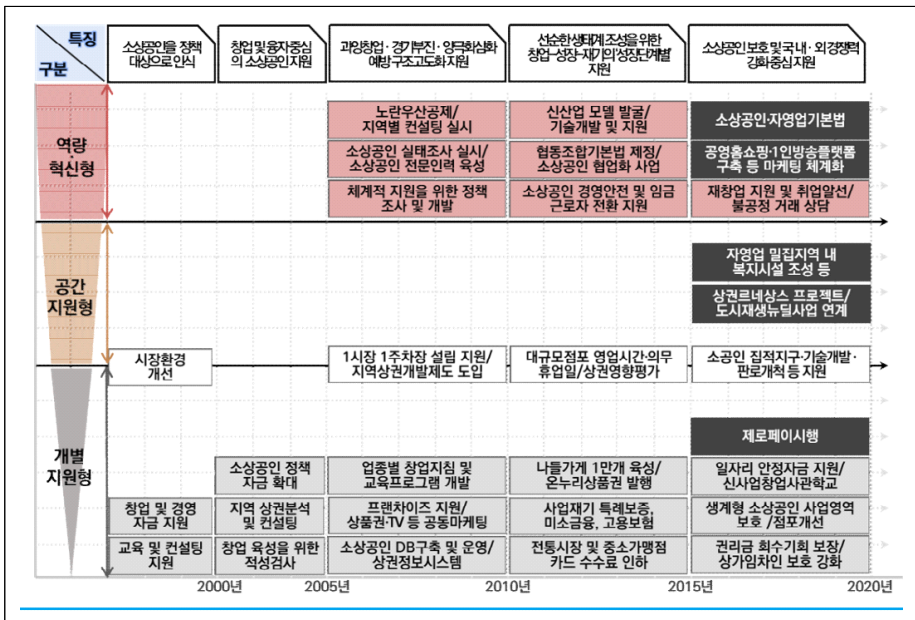 특징
구분
소상공인을 정책
대상으로 인식
창업 및 융자 중심
의 소상공인 지원
과잉창업·경기부진·양극화심화
예방 구조고도화 지원
선순한 생태계 조성을 위한
창업-성장-재기의 성장단계별
지원
소상공인 보호 및 국내·외 경쟁력
강화 중심 지원
역량
·혁신형
노란우산공제/
지역별 컨설팅 실시
신산업 모델 발굴/
기술개발 및 지원
소상공인·자영업기본법
소상공인 실태조사 실시/
소상공인 전문인력 육성
협동조합기본법 제정/
소상공인 협업화 사업
공영홈쇼핑·1인방송플랫폼
구축 등 마케팅 체계화
체계적 지원을 위한 정책
조사 및 개발
소상공인 경영안전 및 임금
근로자 전환 지원
재창업 지원 및 취업알선/
불공정 거래 상담
공간
지원형
자영업 밀집지역 내
복지시설 조성 등
상권르네상스 프로젝트/
도시재생뉴딜사업 연계
시장환경
개선
1시장 1주차장 설립 지원/
지역상권개발제도 도입
대규모점포 영업시간·의무
휴업일/상권영향평가
소공인 집적지구·기술개발·
판로개척 등 지원
개별
지원형
제로페이시행
소상공인 정책
자금 확대
업종별 창업지침 및
교육프로그램 개발
나들가게 1만개 육성/
온누리상품권 발행
일자리 안정자금 지원/
신사업창업사관학교
창업 및 경영
자금 지원
지역 상권분석
및 컨설팅
프랜차이즈 지원/
상품권·TV 등 공동마케팅
사업재기 특례보증,
미소금융, 고용보험
생계형 소상공인 사업영역
보호 /점포개선
교육 및 컨설팅
지원
창업 육성을 위한
적성검사
소상공인 DB구축 및 운영/
상권정보시스템
전통시장 및 중소가맹점
카드 수수료 인하
권리금 회수기회 보장/
상가임차인 보호 강화
2000년
2005년
2010년
2015년
2020년